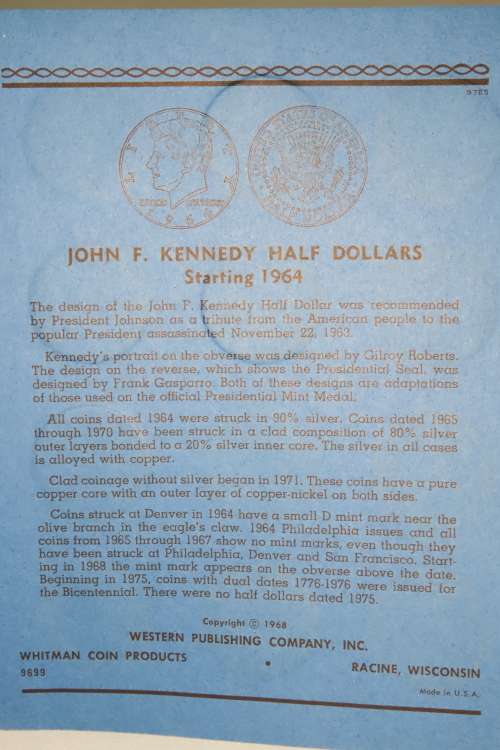 9785
LIBERTY
1964
JOHN F. KENNEDY HALF DOLLARS
Starting 1964
The design of the John F. Kennedy Half Dollar was recommended
by President Johnson as a tribute from the American people to the
popular President assassinated November 22, 1963.
Kennedy's portrait on the obverse was designed by Gilroy Roberts.
The design on the reverse, which shows the Presidential Seal, was
designed by Frank Gasparro. Both of these designs are adaptations
of those used on the official Presidential Mint Medal.
All coins dated 1964 were struck in 90% silver. Coins dated 1965
through 1970 have been struck in a clad composition of 80% silver
outer layers bonded to a 20% silver inner core. The silver in all cases
is alloyed with copper.
Clad coinage without silver began in 1971. These coins have a pure
copper core with an outer layer of copper-nickel on both sides.
Coins struck at Denver in 1964 have a small D mint mark near the
olive branch in the eagle's claw. 1964 Philadelphia issues and all
coins from 1965 through 1967 show no mint marks, even though they
have been struck at Philadelphia, Denver and San Francisco. Start-
ing in 1968 the mint mark appears on the obverse above the date.
Beginning in 1975, coins with dual dates 1776-1976 were issued for
the Bicentennial. There were no half dollars dated 1975.
Copyright © 1968
WESTERN PUBLISHING COMPANY, INC.
WHITMAN COIN PRODUCTS • RACINE, WISCONSIN
9699
Made in U.S.A.